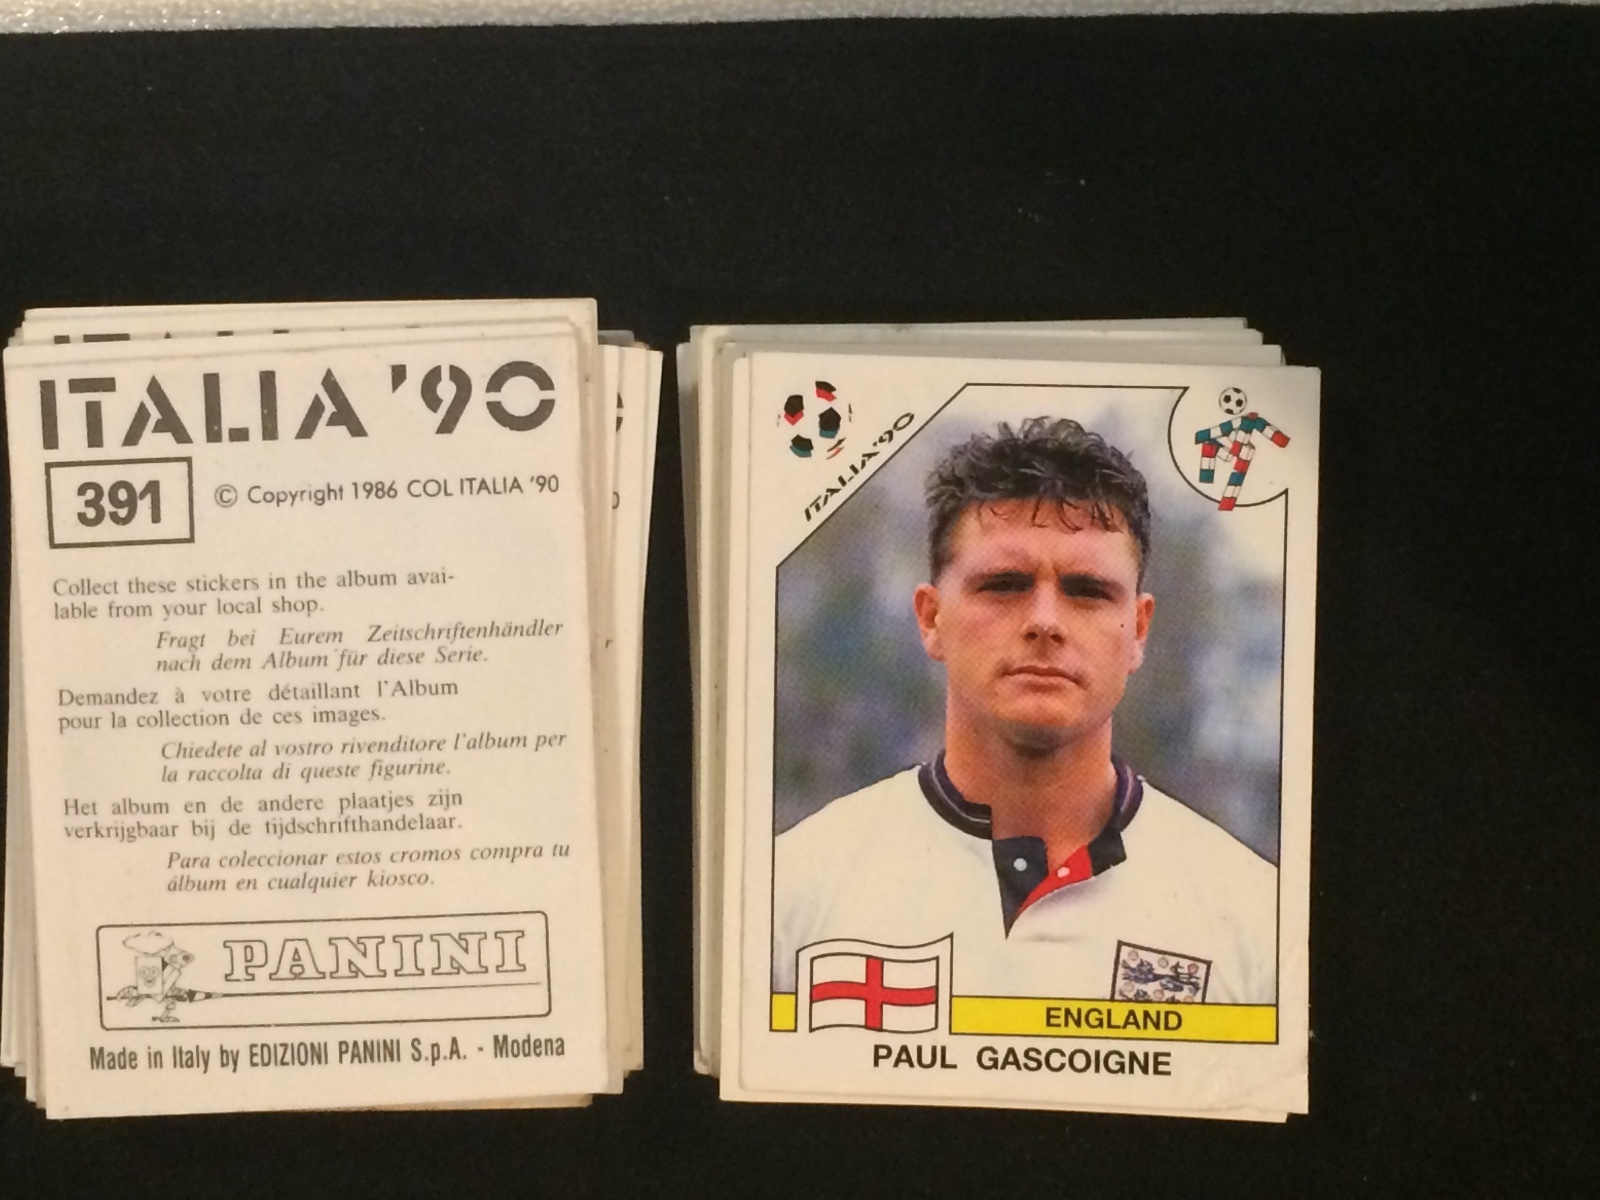 ITALIA '90
391
© Copyright 1986 COL ITALIA '90
Collect these stickers in the album avai-
lable from your local shop.
Fragt bei Eurem Zeitschriftenhändler
nach dem Album für diese Serie.
Demandez à votre détaillant l'Album
pour la collection de ces images.
Chiedete al vostro rivenditore l'album per
la raccolta di queste figurine.
Het album en de andere plaatjes zijn
verkrijgbaar bij de tijdschrifthandelaar.
Para coleccionar estos cromos compra tu
álbum en cualquier kiosco.
PANINI
Made in Italy by EDIZIONI PANINI S.p.A. - Modena
ITALIA'90
ENGLAND
PAUL GASCOIGNE